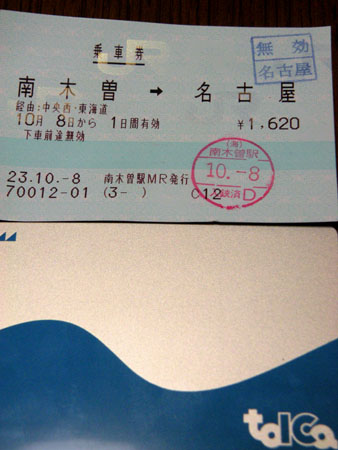 乗車券
無効
名古屋
南木曽 → 名古屋
経由:中央西・東海道
10月 8日から 1日間有効 ¥1,620
下車前途無効
(海)
南木曽駅
10.-8
D
23.10.-8 南木曽駅MR発行
70012-01 (3- ) C12
toICa